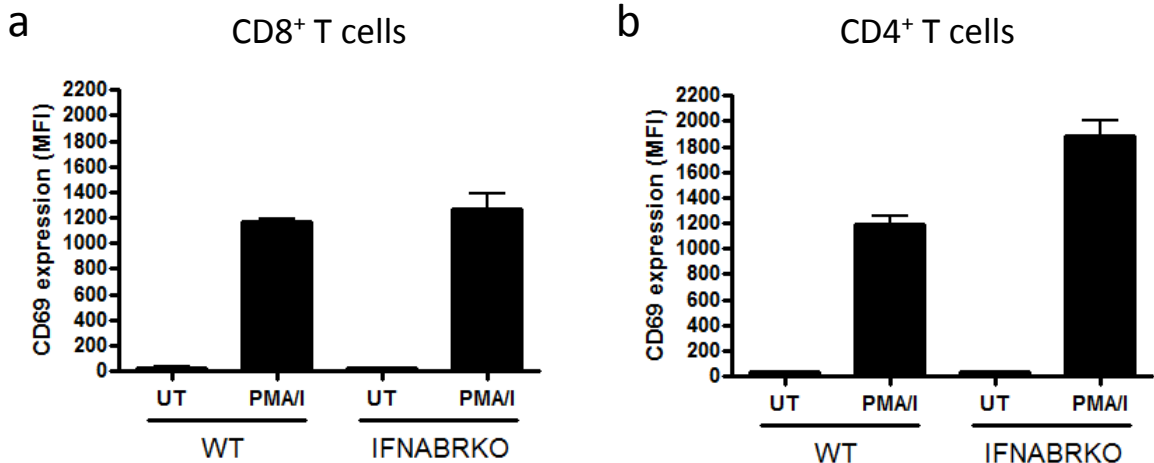 a
CD8⁺ T cells
CD69 expression (MFI)
2200
2000
1800
1600
1400
1200
1000
800
600
400
200
0
UT PMA/I UT PMA/I
WT IFNABRKO
b
CD4⁺ T cells
CD69 expression (MFI)
2200
2000
1800
1600
1400
1200
1000
800
600
400
200
0
UT PMA/I UT PMA/I
WT IFNABRKO